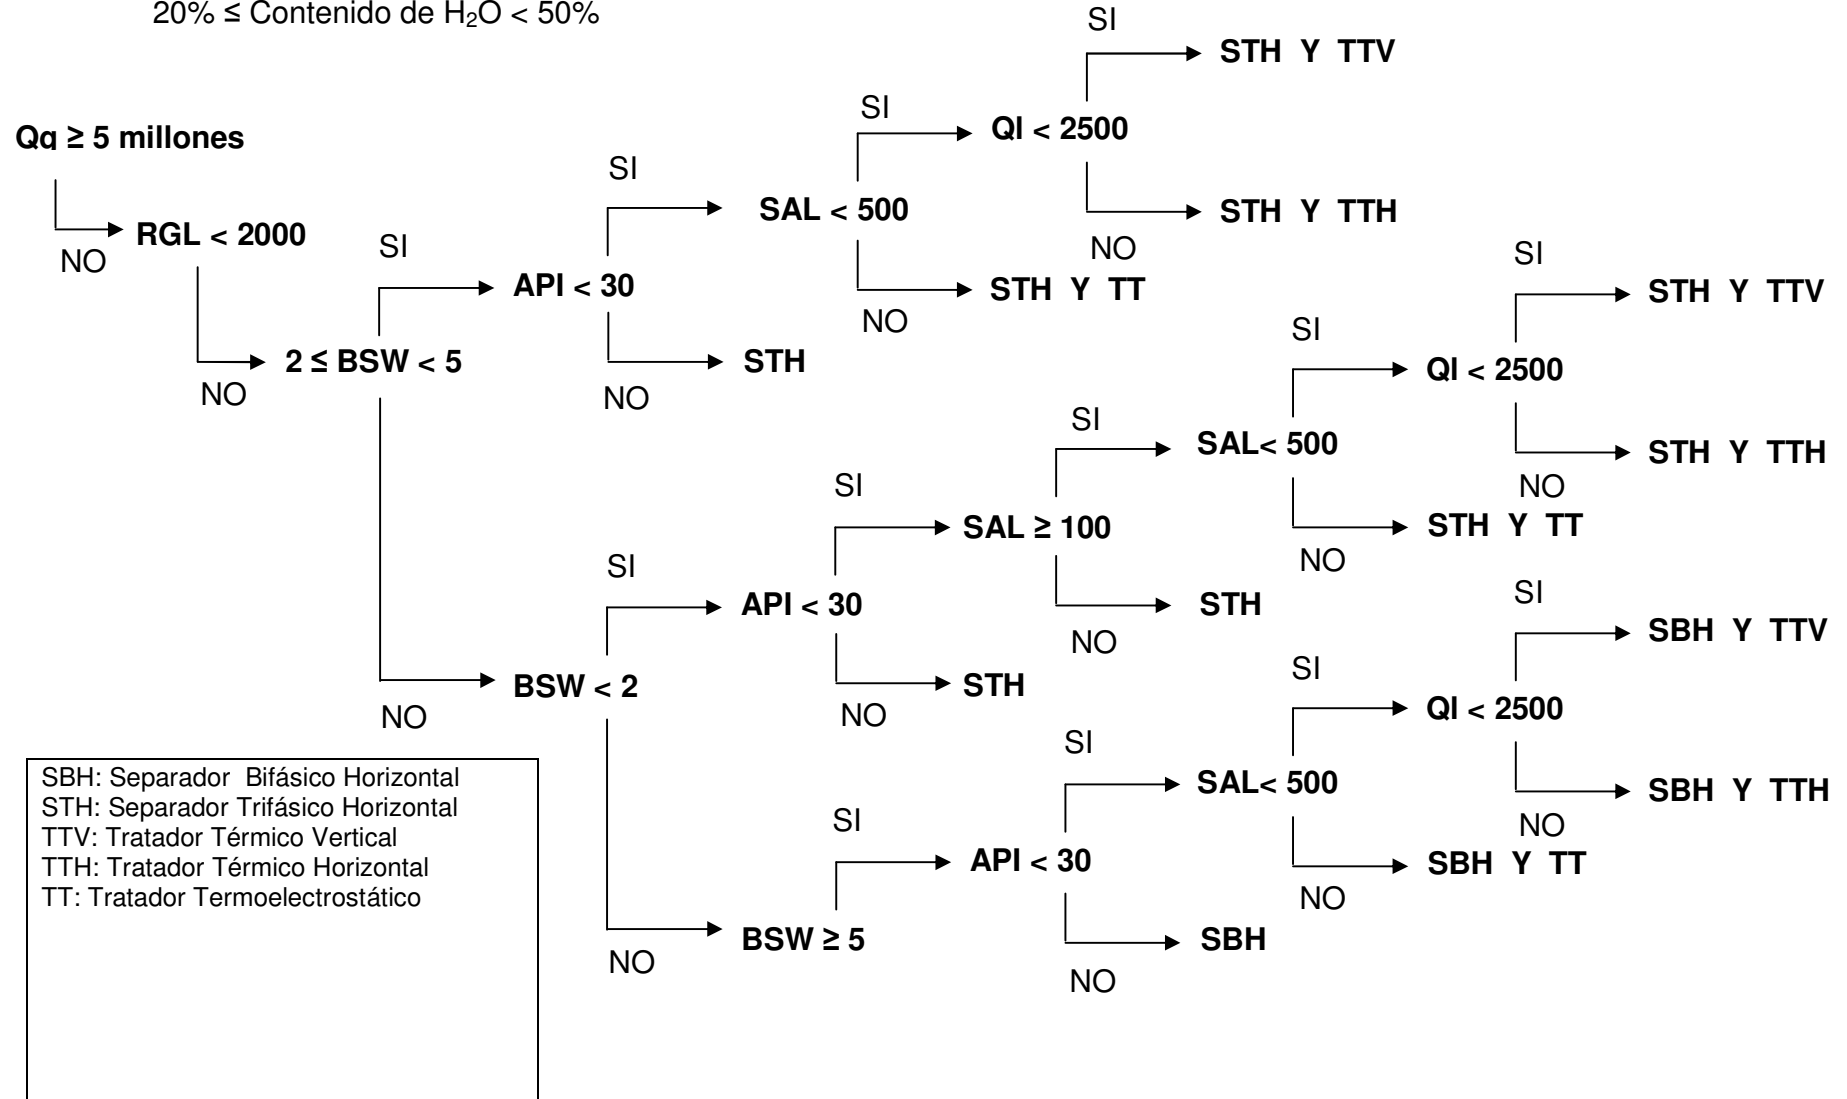 20% ≤ Contenido de H₂O < 50%
SI
STH Y TTV
SI
Ql < 2500
Qg ≥ 5 millones
SI
SAL < 500
STH Y TTH
NO
RGL < 2000
NO
SI
API < 30
STH Y TT
NO
SI
STH Y TTV
2 ≤ BSW < 5
NO
STH
NO
SI
Ql < 2500
SI
SAL< 500
STH Y TTH
NO
SI
SAL ≥ 100
STH Y TT
NO
SI
API < 30
STH
NO
SI
SBH Y TTV
BSW < 2
NO
STH
NO
SI
Ql < 2500
SI
SAL< 500
SBH Y TTH
NO
SI
API < 30
SBH Y TT
NO
BSW ≥ 5
NO
SBH
NO
SBH: Separador Bifásico Horizontal
STH: Separador Trifásico Horizontal
TTV: Tratador Térmico Vertical
TTH: Tratador Térmico Horizontal
TT: Tratador Termoelectrostático